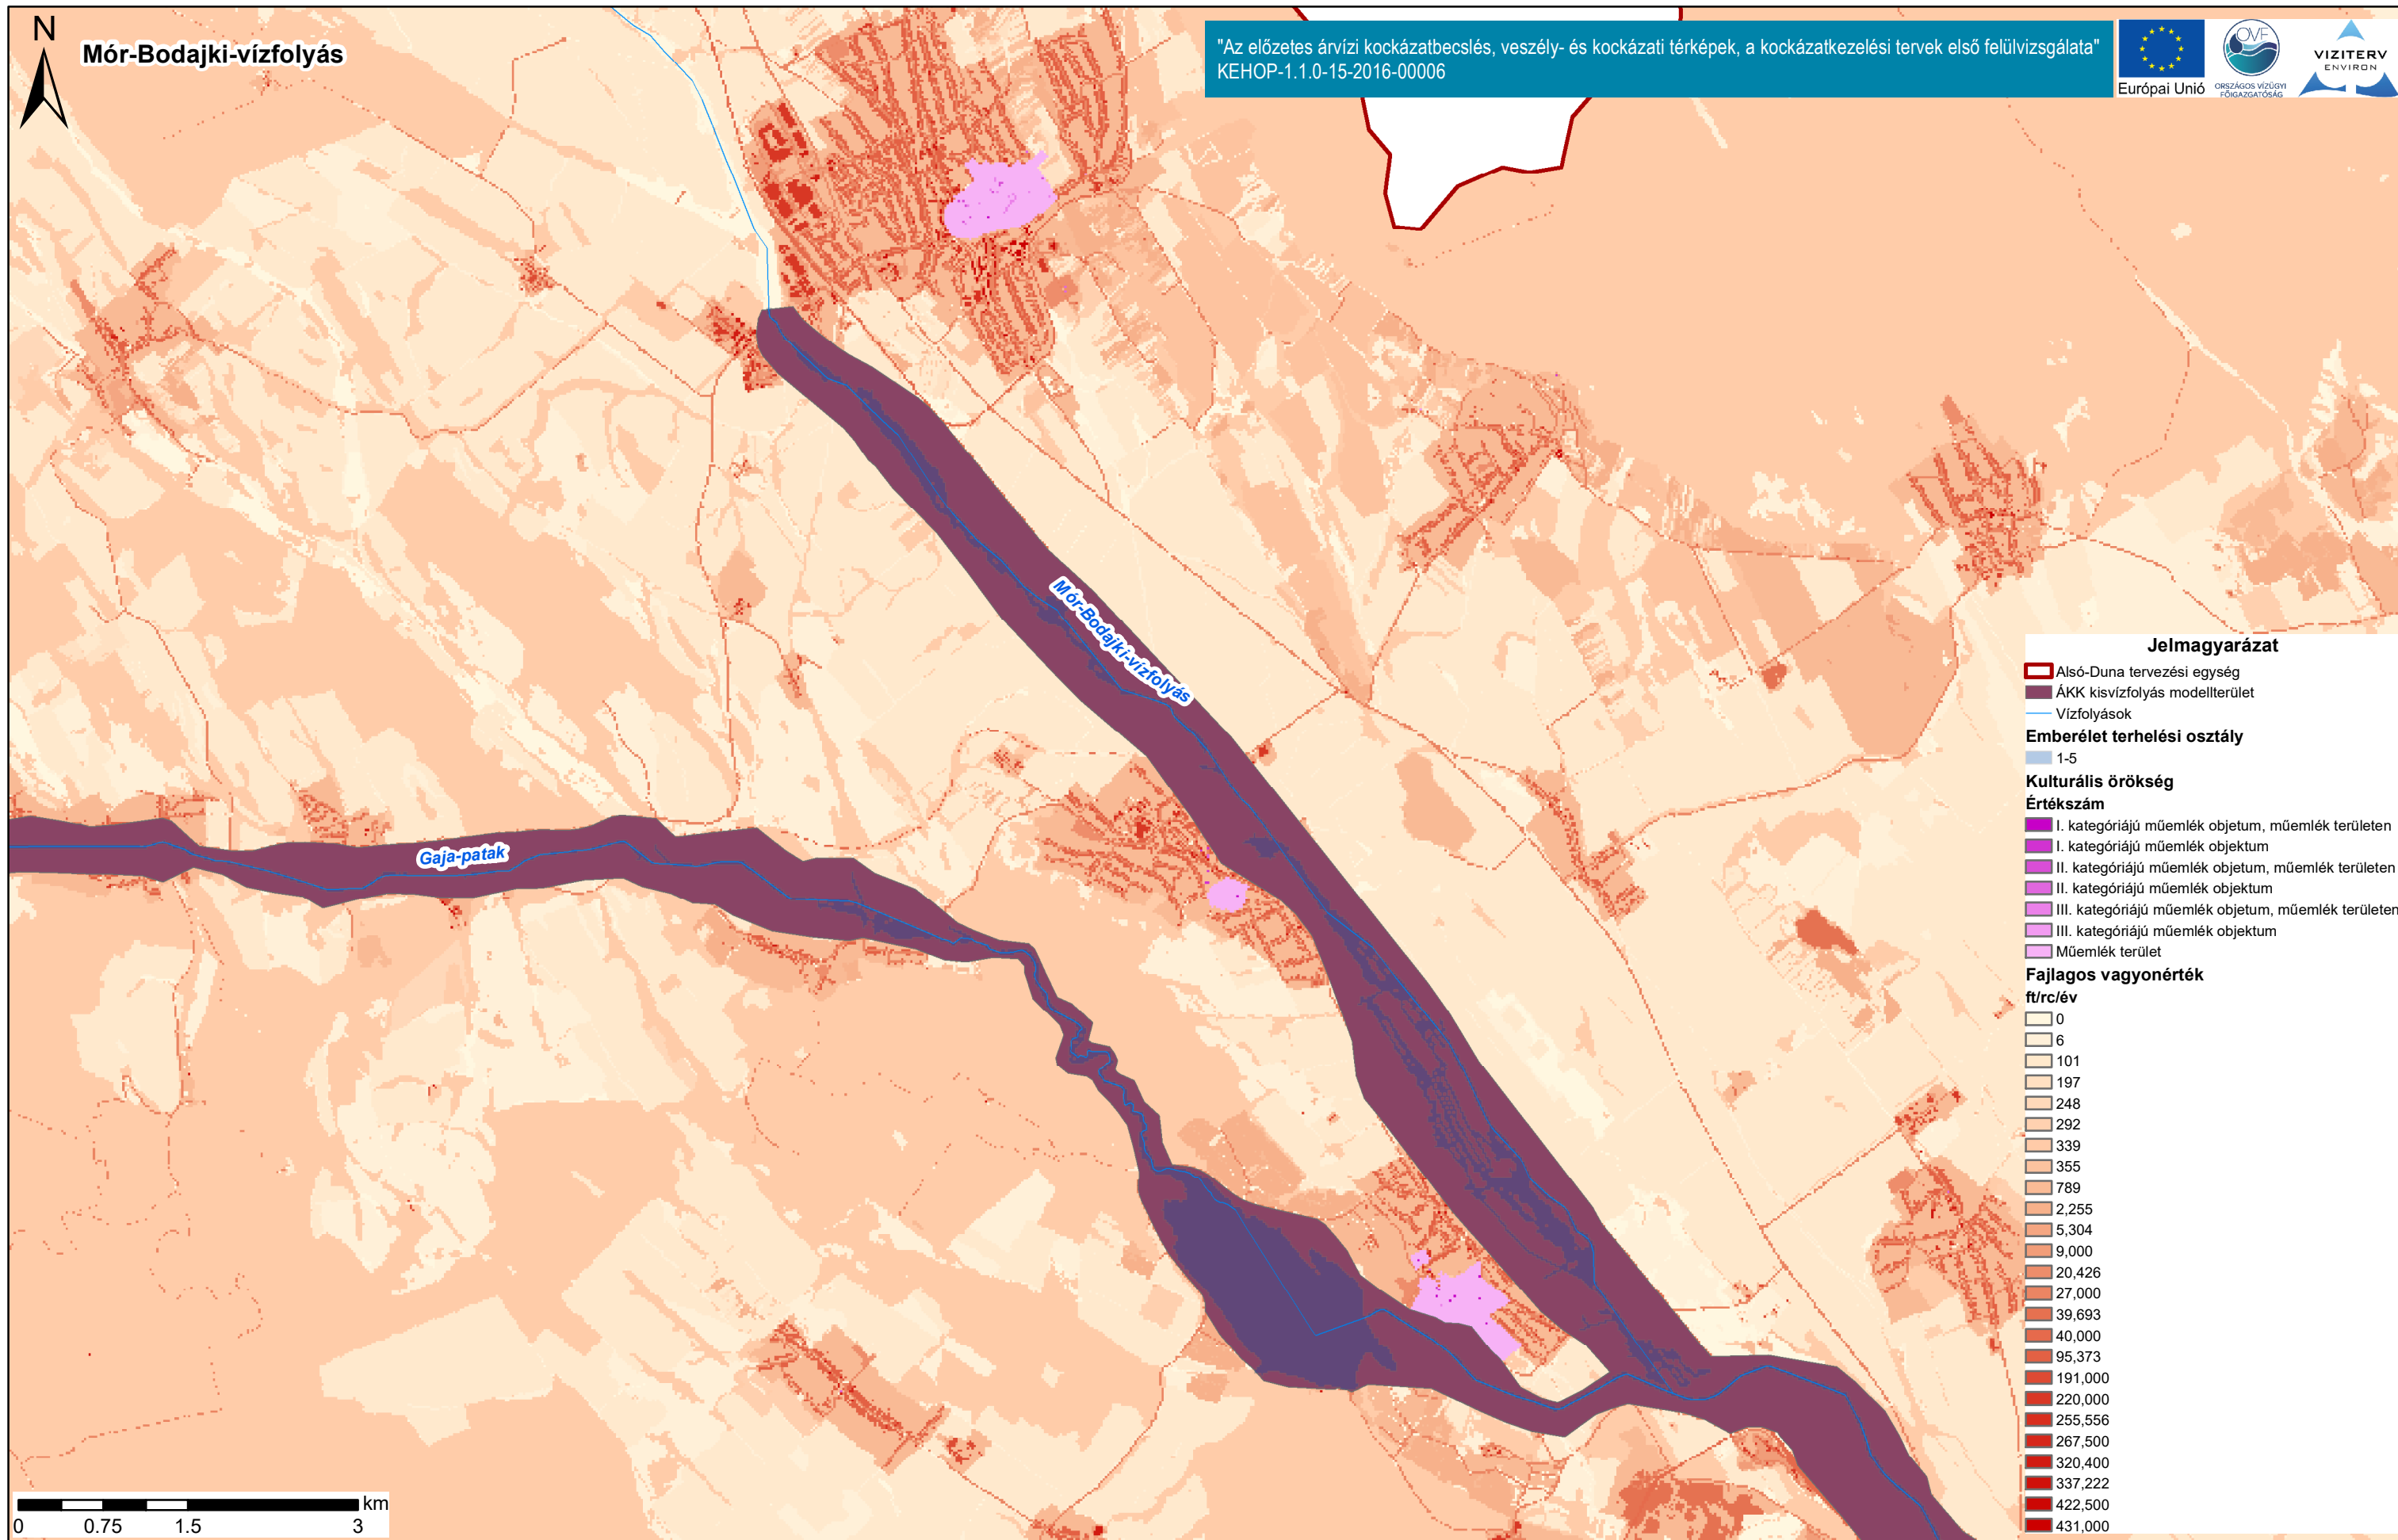 N
Mór-Bodajki-vízfolyás
"Az előzetes árvízi kockázatbecslés, veszély- és kockázati térképek, a kockázatkezelési tervek első felülvizsgálata"
KEHOP-1.1.0-15-2016-00006
Európai Unió
OVF
ORSZÁGOS VÍZÜGYI
FŐIGAZGATÓSÁG
VIZITERV
ENVIRON
Mór-Bodajki-vízfolyás
Gaja-patak
Jelmagyarázat
Alsó-Duna tervezési egység
ÁKK kisvízfolyás modellterület
Vízfolyások
Emberélet terhelési osztály
1-5
Kulturális örökség
Értékszám
I. kategóriájú műemlék objetum, műemlék területen
I. kategóriájú műemlék objektum
II. kategóriájú műemlék objetum, műemlék területen
II. kategóriájú műemlék objektum
III. kategóriájú műemlék objetum, műemlék területen
III. kategóriájú műemlék objektum
Műemlék terület
Fajlagos vagyonérték
ft/rc/év
0
6
101
197
248
292
339
355
789
2,255
5,304
9,000
20,426
27,000
39,693
40,000
95,373
191,000
220,000
255,556
267,500
320,400
337,222
422,500
431,000
km
0 0.75 1.5 3